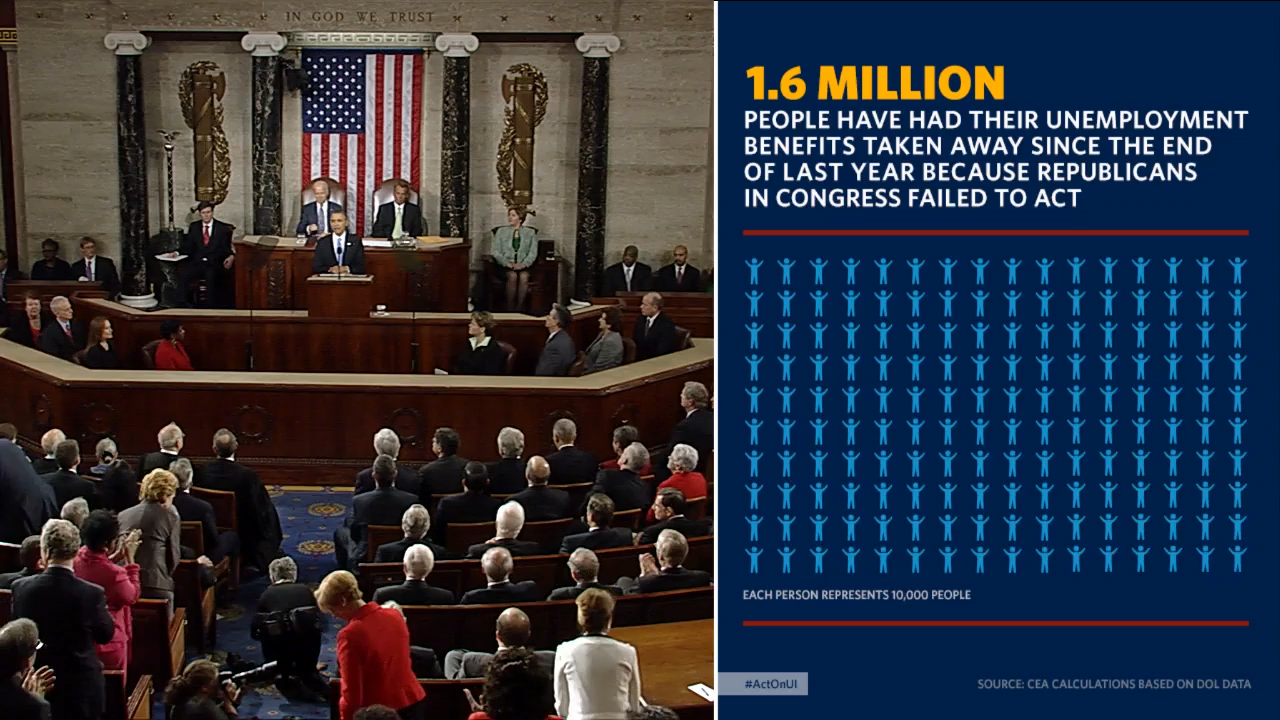 IN GOD WE TRUST
1.6 MILLION
PEOPLE HAVE HAD THEIR UNEMPLOYMENT
BENEFITS TAKEN AWAY SINCE THE END
OF LAST YEAR BECAUSE REPUBLICANS
IN CONGRESS FAILED TO ACT
EACH PERSON REPRESENTS 10,000 PEOPLE
#ActOnUI
SOURCE: CEA CALCULATIONS BASED ON DOL DATA